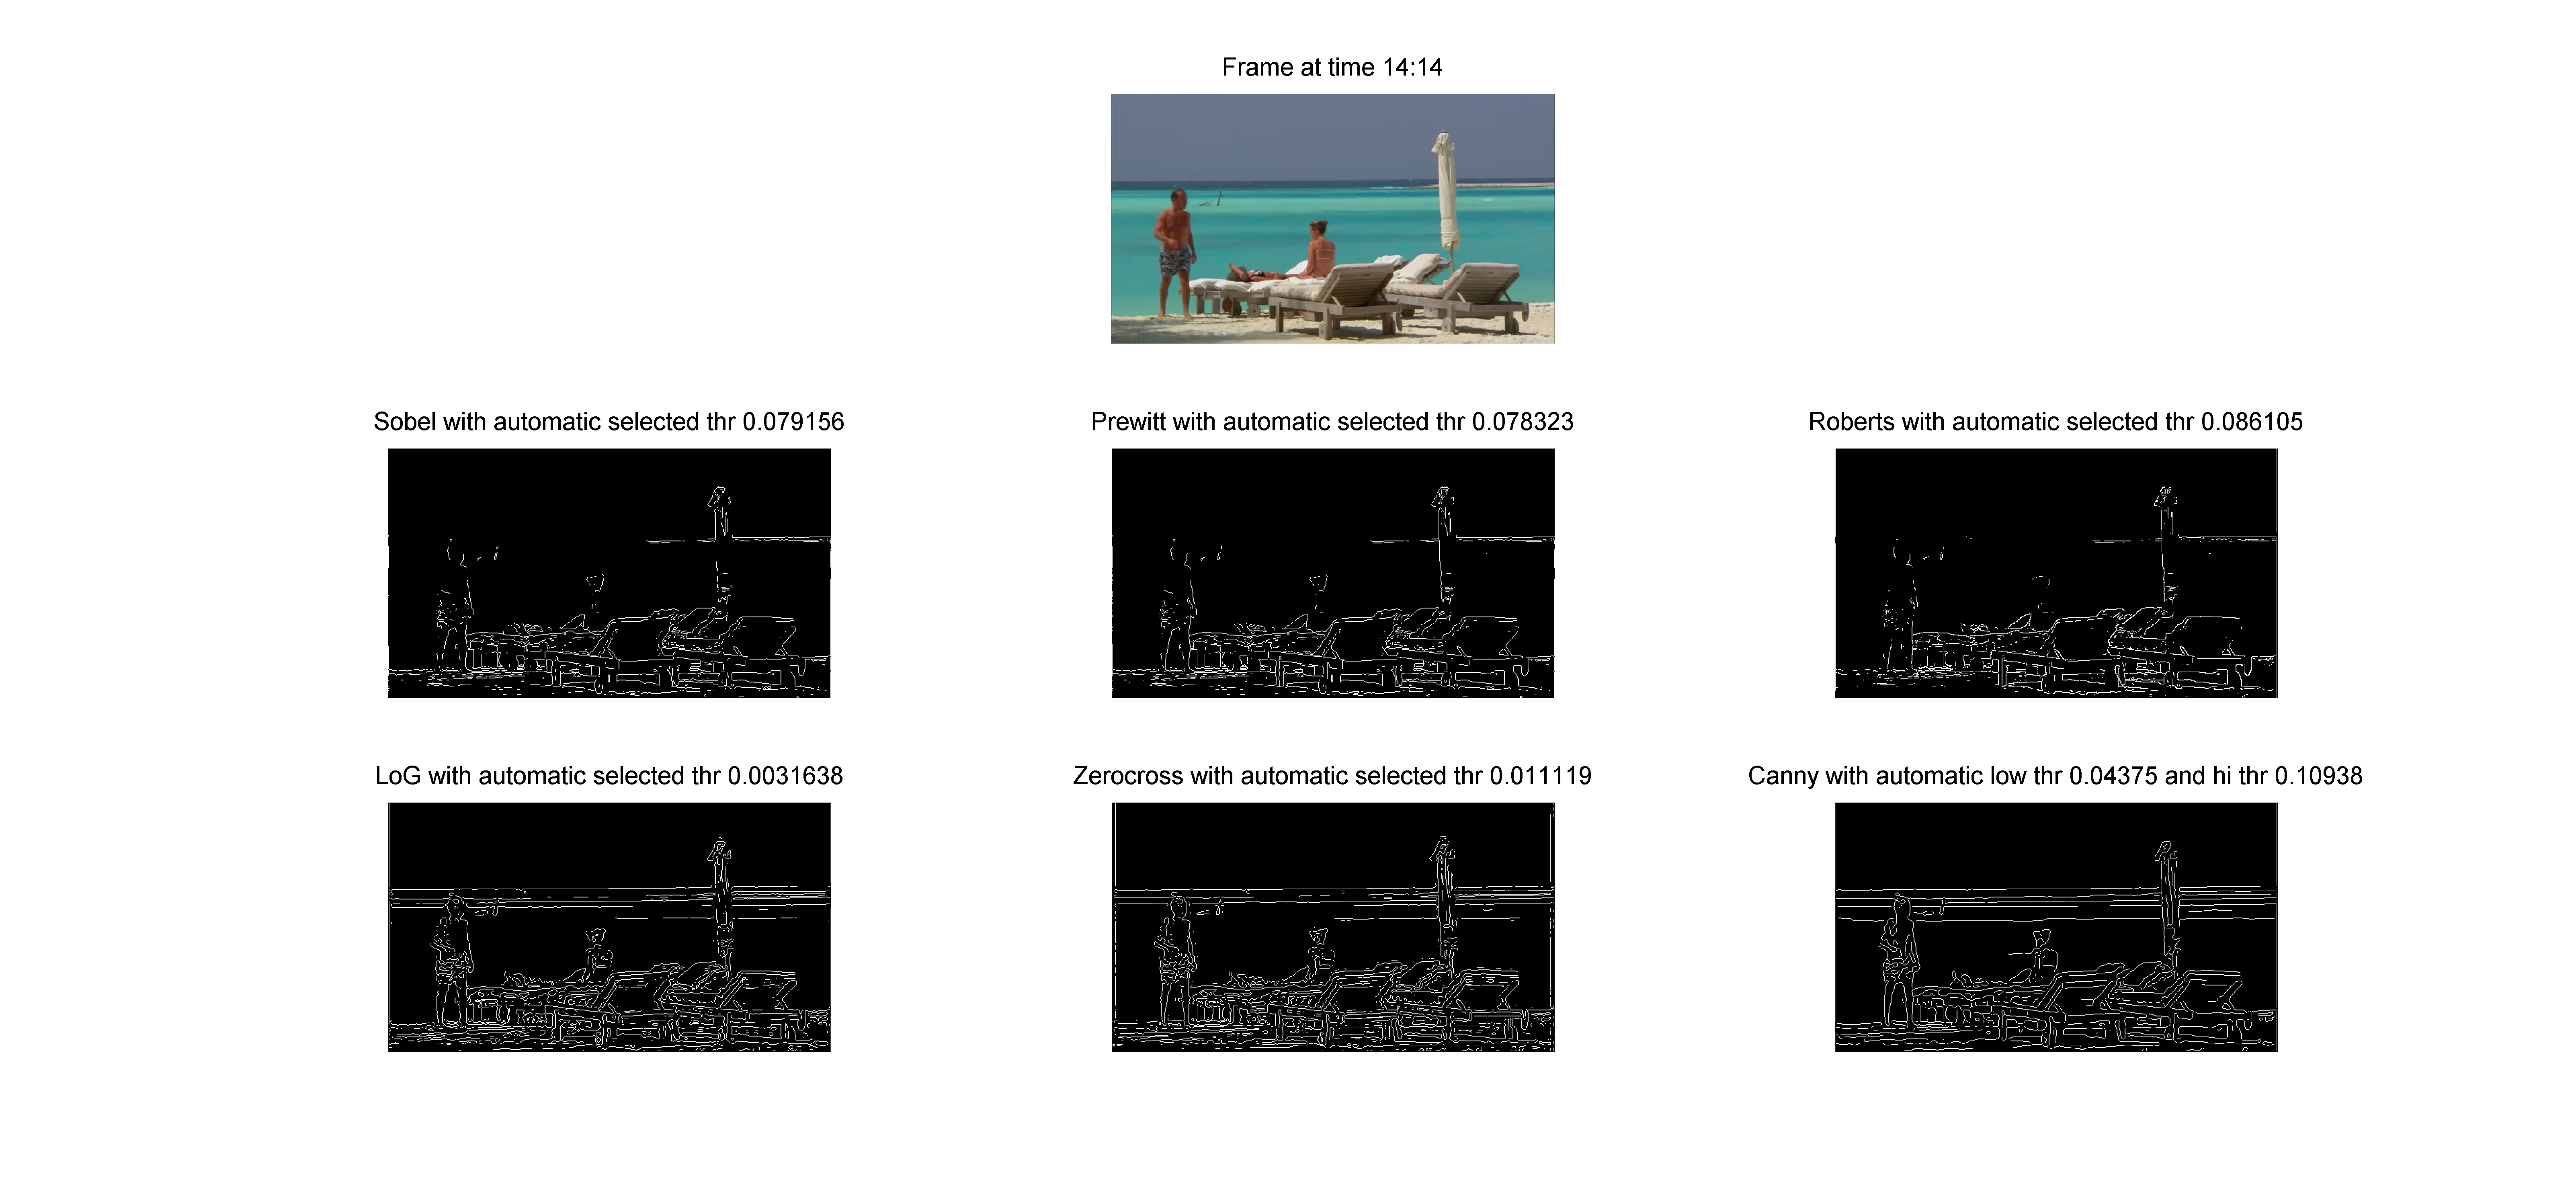 Frame at time 14:14
Sobel with automatic selected thr 0.079156
Prewitt with automatic selected thr 0.078323
Roberts with automatic selected thr 0.086105
LoG with automatic selected thr 0.0031638
Zerocross with automatic selected thr 0.011119
Canny with automatic low thr 0.04375 and hi thr 0.10938